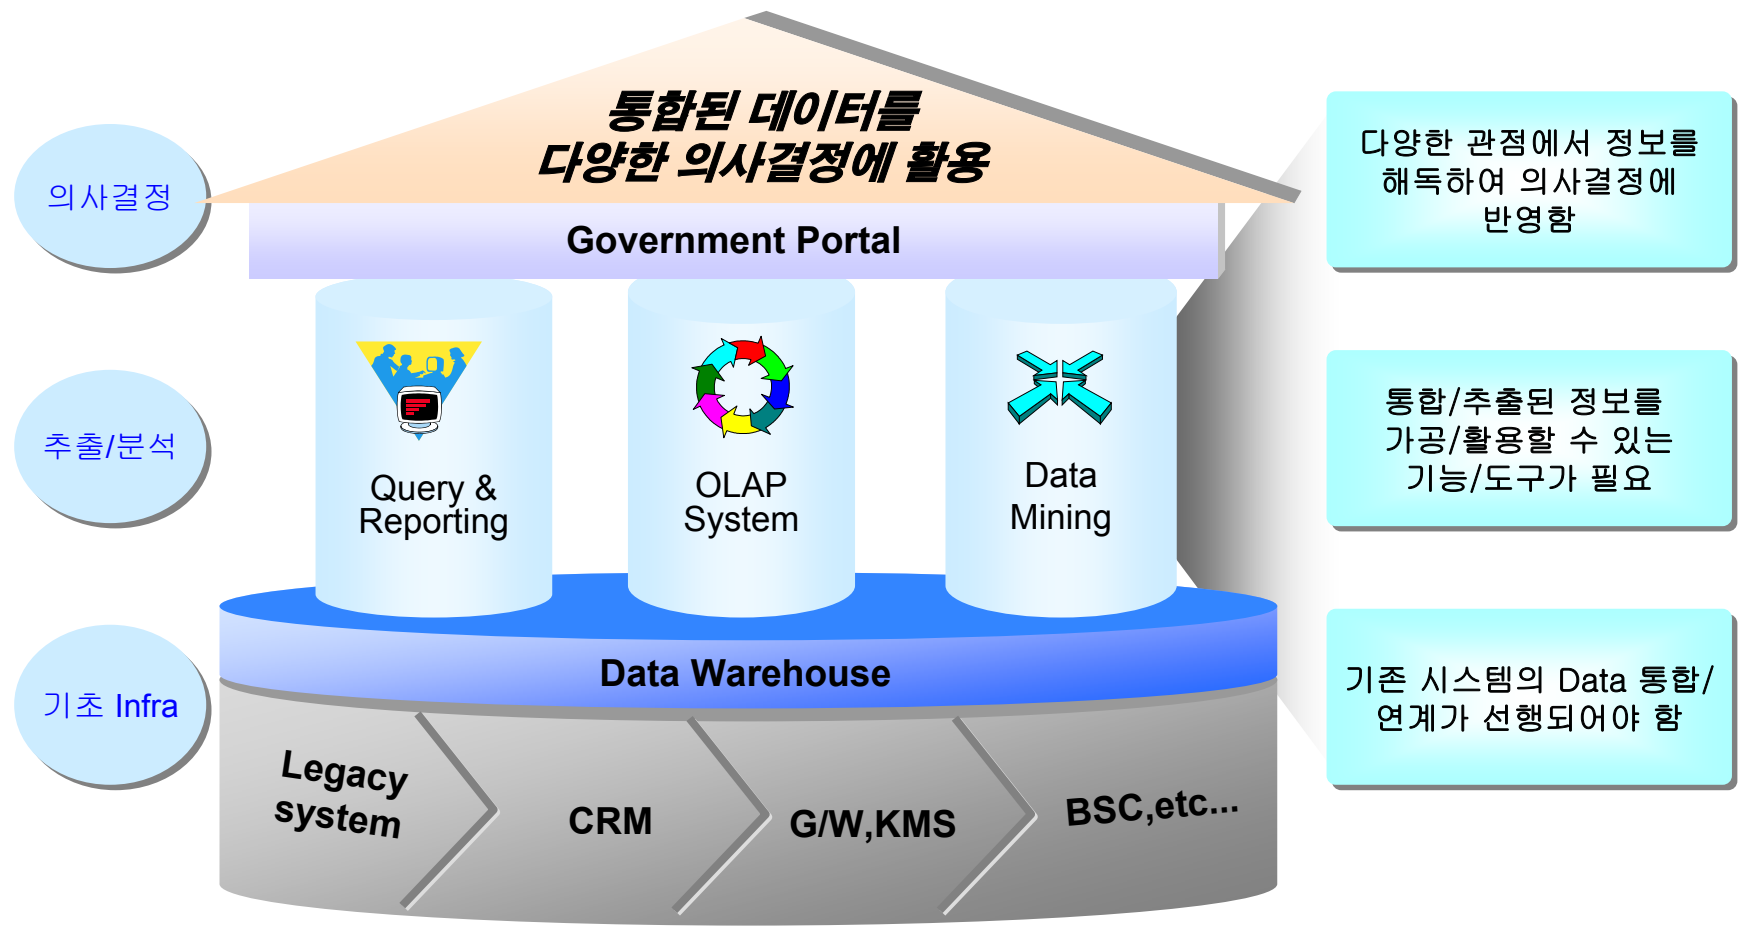 통합된 데이터를
다양한 의사결정에 활용
의사결정
Government Portal
다양한 관점에서 정보를
해독하여 의사결정에
반영함
추출/분석
Query &
Reporting
OLAP
System
Data
Mining
통합/추출된 정보를
가공/활용할 수 있는
기능/도구가 필요
기초 Infra
Data Warehouse
Legacy
system
CRM
G/W,KMS
BSC,etc...
기존 시스템의 Data 통합/
연계가 선행되어야 함